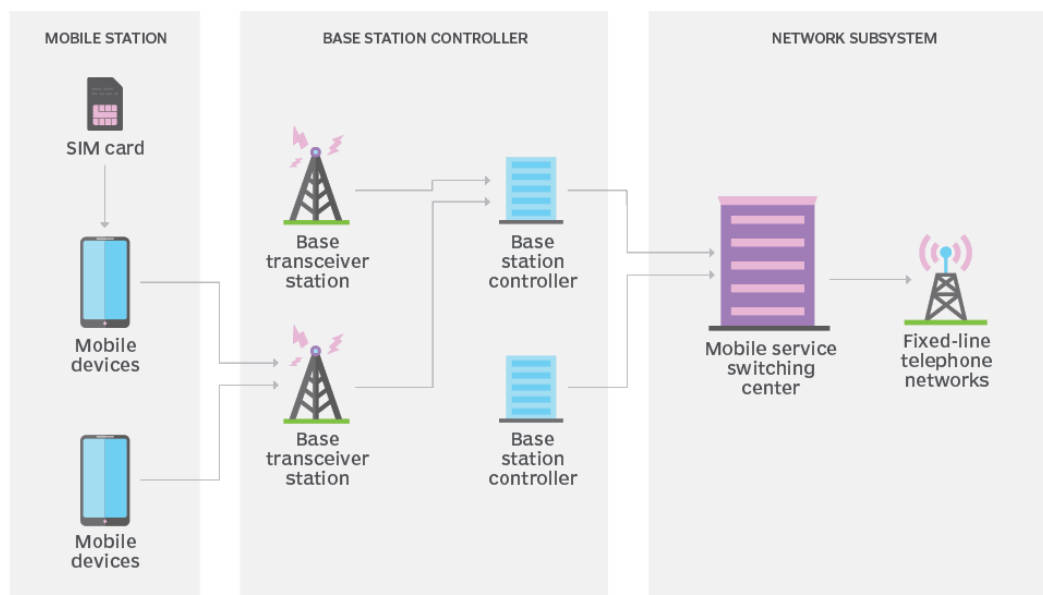 MOBILE STATION
SIM card
Mobile
devices
Mobile
devices
BASE STATION CONTROLLER
Base
transceiver
station
Base
station
controller
Base
transceiver
station
Base
station
controller
NETWORK SUBSYSTEM
Mobile service
switching
center
Fixed-line
telephone
networks